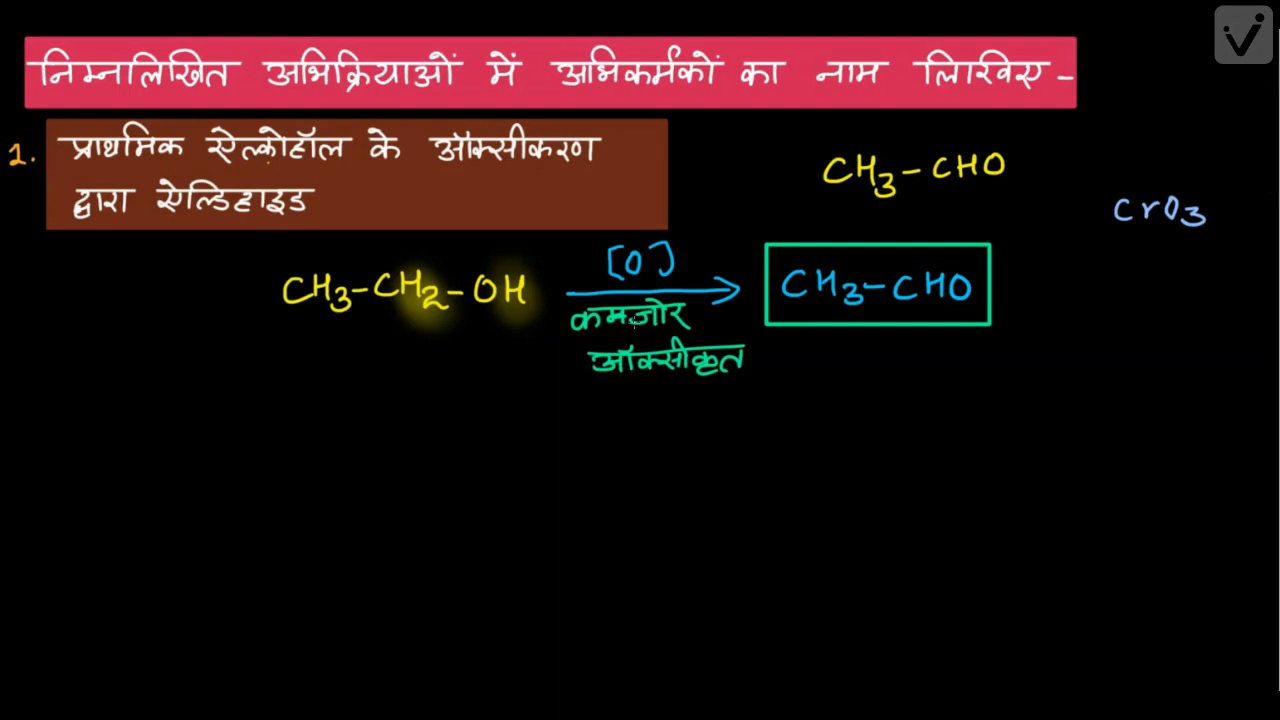 निम्नलिखित अभिक्रियाओं में अभिकर्मकों का नाम लिखिए -
1. प्राथमिक ऐल्कोहॉल के ऑक्सीकरण
द्वारा ऐल्डिहाइड
CH3-CHO
CrO3
CH3-CH2-OH
[O]
कमजोर
ऑक्सीकृत
CH3-CHO